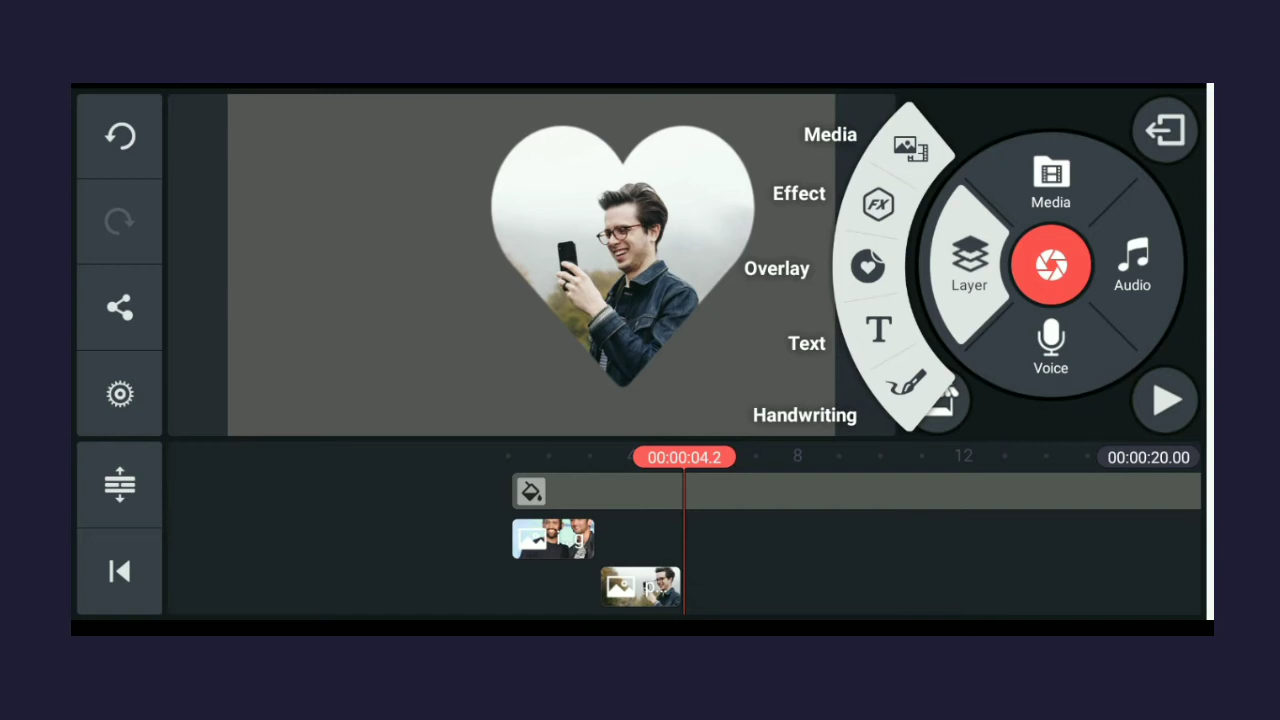 Media
Effect
Overlay
Text
Handwriting
Media
Layer
Audio
Voice
00:00:04.2
8
12
00:00:20.00